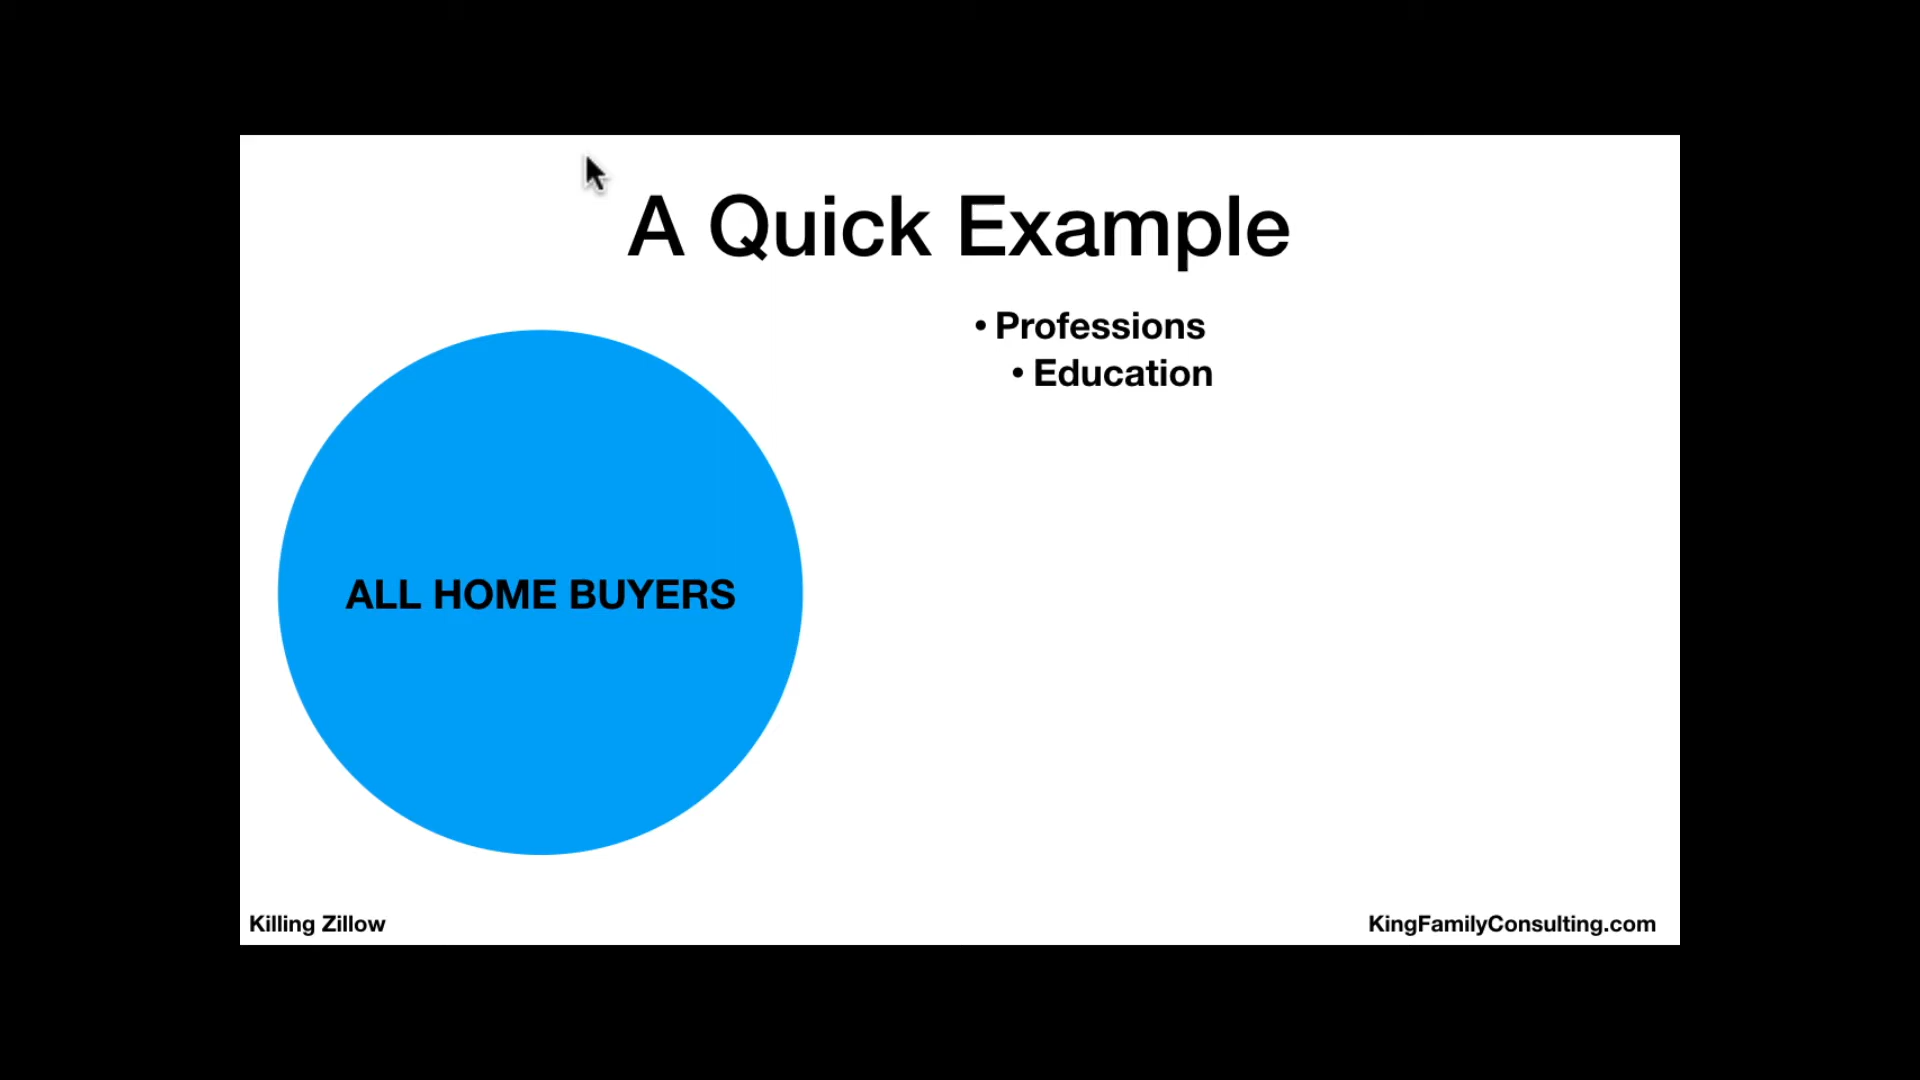 A Quick Example
• Professions
• Education
ALL HOME BUYERS
Killing Zillow
KingFamilyConsulting.com